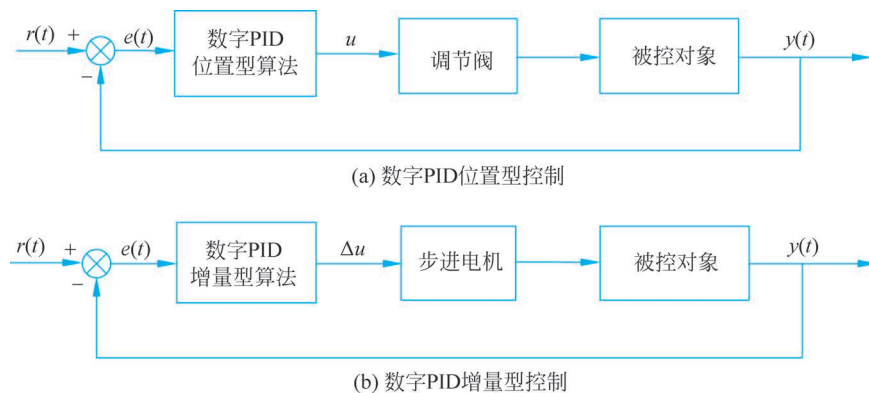 r(t) + e(t) 数字PID u y(t)
位置型算法 调节阀 被控对象
−
(a) 数字PID位置型控制
r(t) + e(t) 数字PID Δu y(t)
增量型算法 步进电机 被控对象
−
(b) 数字PID增量型控制